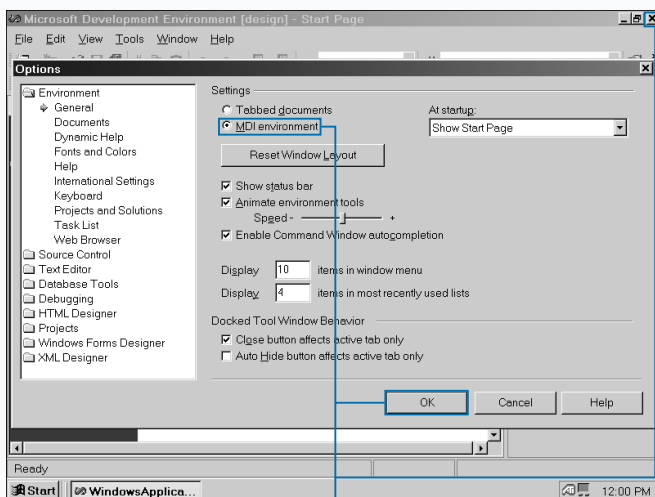 Microsoft Development Environment [design] - Start Page
File Edit View Tools Window Help
Options
Environment
General
Documents
Dynamic Help
Fonts and Colors
Help
International Settings
Keyboard
Projects and Solutions
Task List
Web Browser
Source Control
Text Editor
Database Tools
Debugging
HTML Designer
Projects
Windows Forms Designer
XML Designer
Settings
Tabbed documents
MDI environment
At startup:
Show Start Page
Reset Window Layout
Show status bar
Animate environment tools
Speed - +
Enable Command Window autocompletion
Display 10 items in window menu
Display 4 items in most recently used lists
Docked Tool Window Behavior
Close button affects active tab only
Auto Hide button affects active tab only
OK Cancel Help
Ready
Start WindowsApplica... 12:00 PM